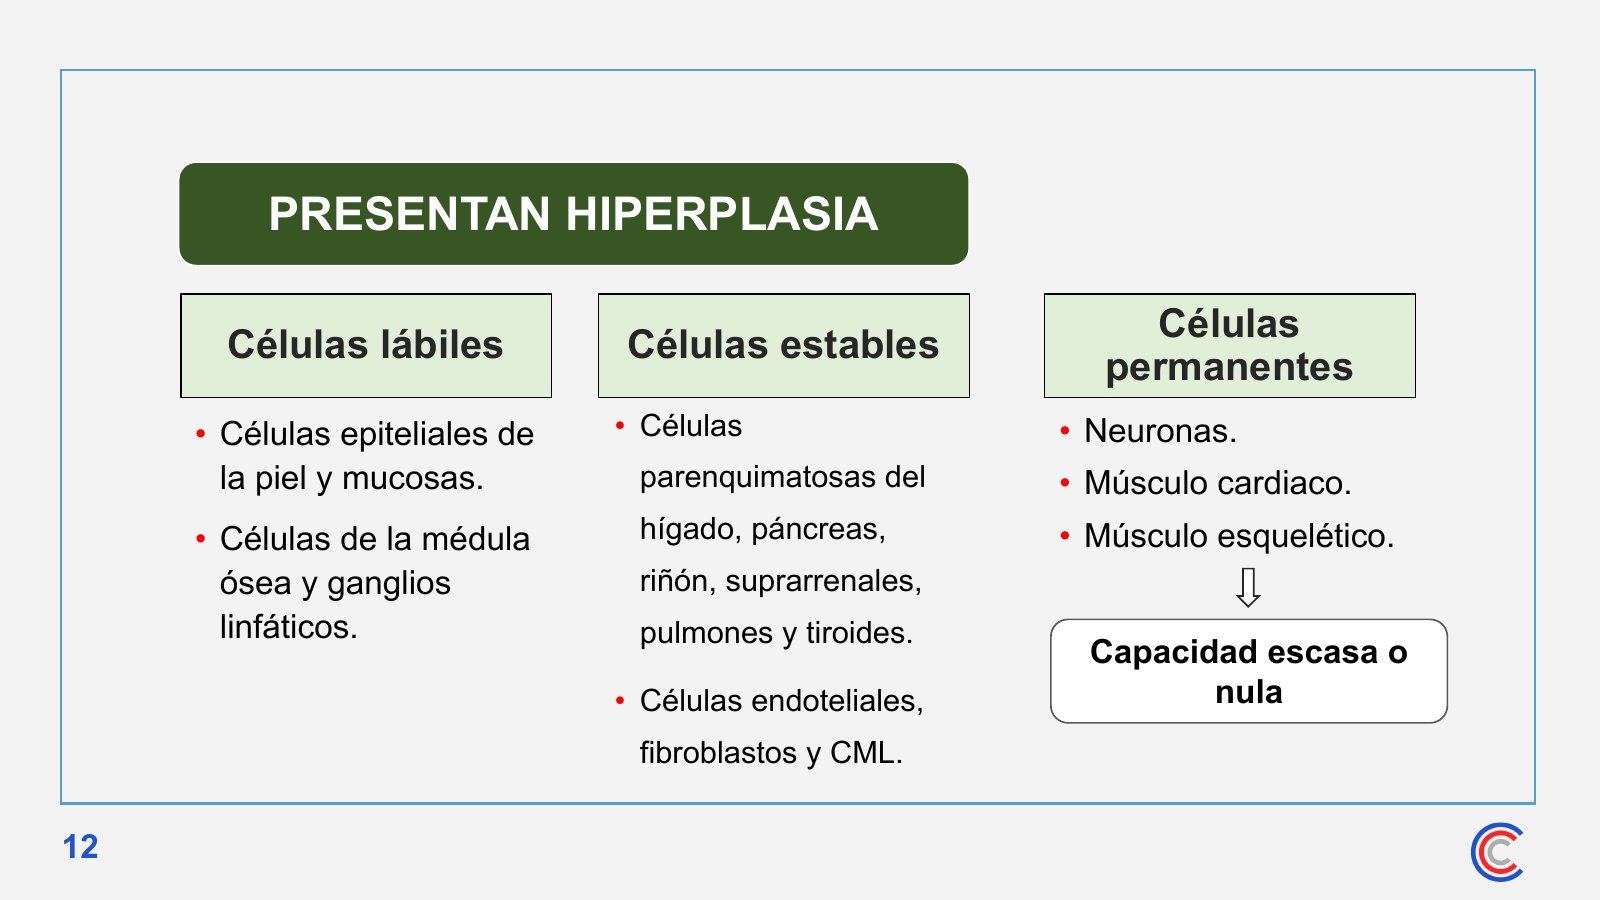 PRESENTAN HIPERPLASIA
Células lábiles
• Células epiteliales de
la piel y mucosas.
• Células de la médula
ósea y ganglios
linfáticos.
Células estables
• Células
parenquimatosas del
hígado, páncreas,
riñón, suprarrenales,
pulmones y tiroides.
• Células endoteliales,
fibroblastos y CML.
Células
permanentes
• Neuronas.
• Músculo cardiaco.
• Músculo esquelético.
Capacidad escasa o
nula
12